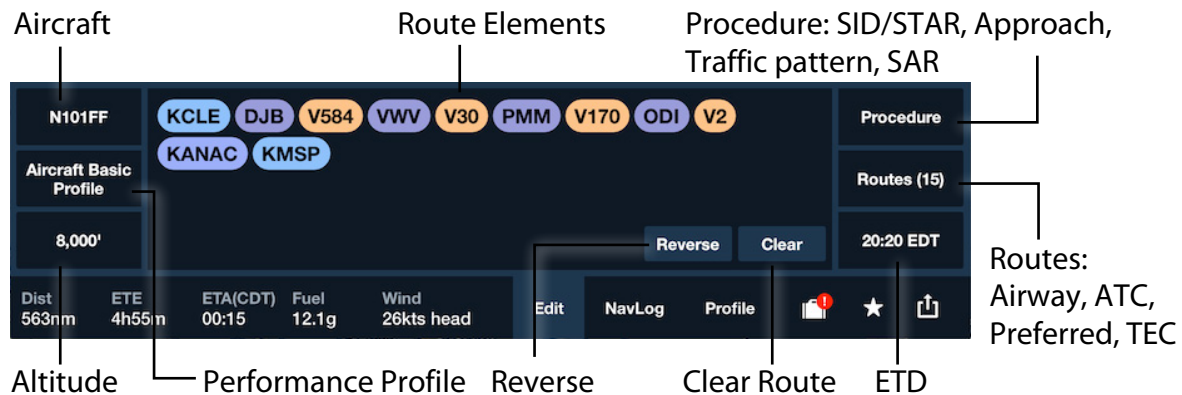 Aircraft
Route Elements
Procedure: SID/STAR, Approach,
Traffic pattern, SAR
N101FF
KCLE DJB V584 VWV V30 PMM V170 ODI V2
Procedure
KANAC KMSP
Aircraft Basic
Profile
Routes (15)
8,000'
Reverse
Clear
20:20 EDT
Routes:
Airway, ATC,
Preferred, TEC
Dist ETE ETA(CDT) Fuel Wind
563nm 4h55m 00:15 12.1g 26kts head
Edit NavLog Profile !
Altitude
Performance Profile
Reverse
Clear Route
ETD